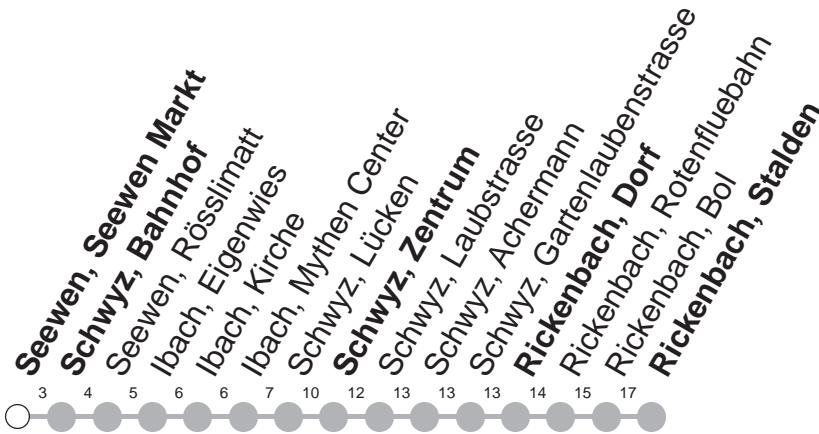 Seewen, Seewen Markt
Schwyz, Bahnhof
Seewen, Rösslimatt
Ibach, Eigenwies
Ibach, Kirche
Ibach, Mythen Center
Schwyz, Lücken
Schwyz, Zentrum
Schwyz, Laubstrasse
Schwyz, Achermann
Schwyz, Gartenlaubenstrasse
Rickenbach, Dorf
Rickenbach, Rotenfluebahn
Rickenbach, Bol
Rickenbach, Stalden
3 4 5 6 6 7 10 12 13 13 13 14 15 17